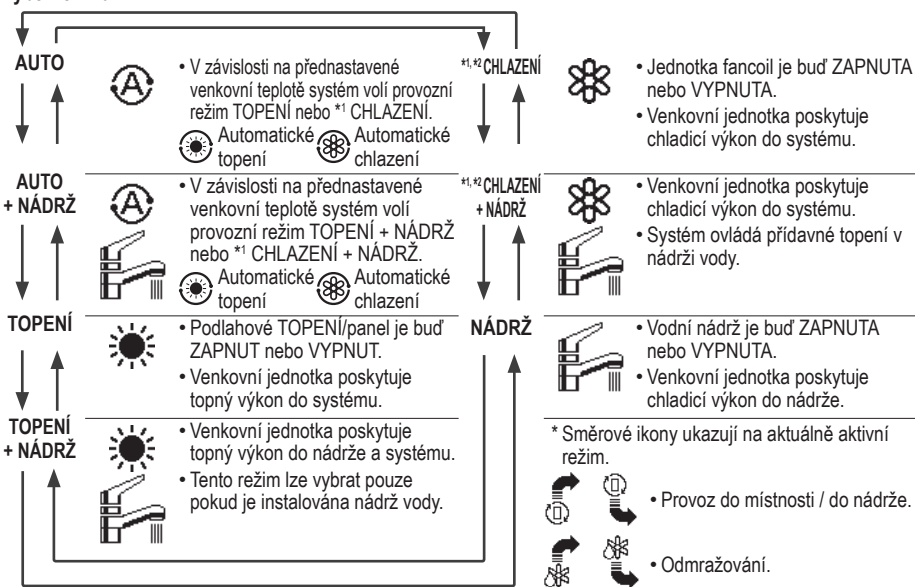 AUTO
• V závislosti na přednastavené
venkovní teplotě systém volí provozní
režim TOPENÍ nebo *1 CHLAZENÍ.
Automatické
topení
Automatické
chlazení
AUTO
+ NÁDRŽ
• V závislosti na přednastavené
venkovní teplotě systém volí
provozní režim TOPENÍ + NÁDRŽ
nebo *1 CHLAZENÍ + NÁDRŽ.
Automatické
topení
Automatické
chlazení
TOPENÍ
• Podlahové TOPENÍ/panel je buď
ZAPNUT nebo VYPNUT.
• Venkovní jednotka poskytuje
topný výkon do systému.
TOPENÍ
+ NÁDRŽ
• Venkovní jednotka poskytuje
topný výkon do nádrže a systému.
• Tento režim lze vybrat pouze
pokud je instalována nádrž vody.
*1, *2 CHLAZENÍ
• Jednotka fancoil je buď ZAPNUTA
nebo VYPNUTA.
• Venkovní jednotka poskytuje
chladicí výkon do systému.
*1, *2 CHLAZENÍ
+ NÁDRŽ
• Venkovní jednotka poskytuje
chladicí výkon do systému.
• Systém ovládá přídavné topení v
nádrži vody.
NÁDRŽ
• Vodní nádrž je buď ZAPNUTA
nebo VYPNUTA.
• Venkovní jednotka poskytuje
chladicí výkon do nádrže.
* Směrové ikony ukazují na aktuálně aktivní
režim.
• Provoz do místnosti / do nádrže.
• Odmražování.